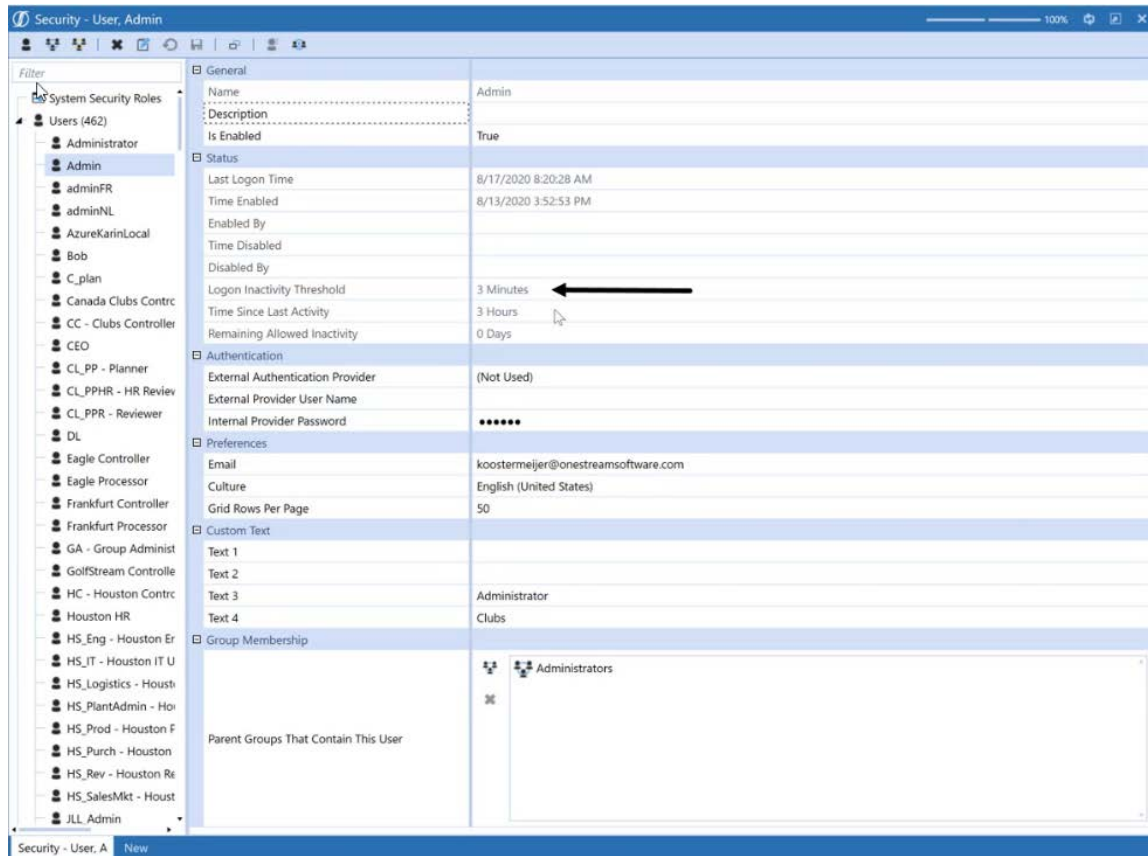 Security - User, Admin
100%
Filter
System Security Roles
Users (462)
Administrator
Admin
adminFR
adminNL
AzureKarinLocal
Bob
C_plan
Canada Clubs Contrc
CC - Clubs Controller
CEO
CL_PP - Planner
CL_PPHR - HR Review
CL_PPR - Reviewer
DL
Eagle Controller
Eagle Processor
Frankfurt Controller
Frankfurt Processor
GA - Group Administ
GolfStream Controlle
HC - Houston Contrc
Houston HR
HS_Eng - Houston Er
HS_IT - Houston IT U
HS_Logistics - Houst
HS_PlantAdmin - Ho
HS_Prod - Houston P
HS_Purch - Houston
HS_Rev - Houston Re
HS_SalesMkt - Houst
JLL_Admin
General
Name Admin
Description
Is Enabled True
Status
Last Logon Time 8/17/2020 8:20:28 AM
Time Enabled 8/13/2020 3:52:53 PM
Enabled By
Time Disabled
Disabled By
Logon Inactivity Threshold 3 Minutes
Time Since Last Activity 3 Hours
Remaining Allowed Inactivity 0 Days
Authentication
External Authentication Provider (Not Used)
External Provider User Name
Internal Provider Password ●●●●●●
Preferences
Email koostermeijer@onestreamsoftware.com
Culture English (United States)
Grid Rows Per Page 50
Custom Text
Text 1
Text 2
Text 3 Administrator
Text 4 Clubs
Group Membership
Parent Groups That Contain This User Administrators
Security - User, A New